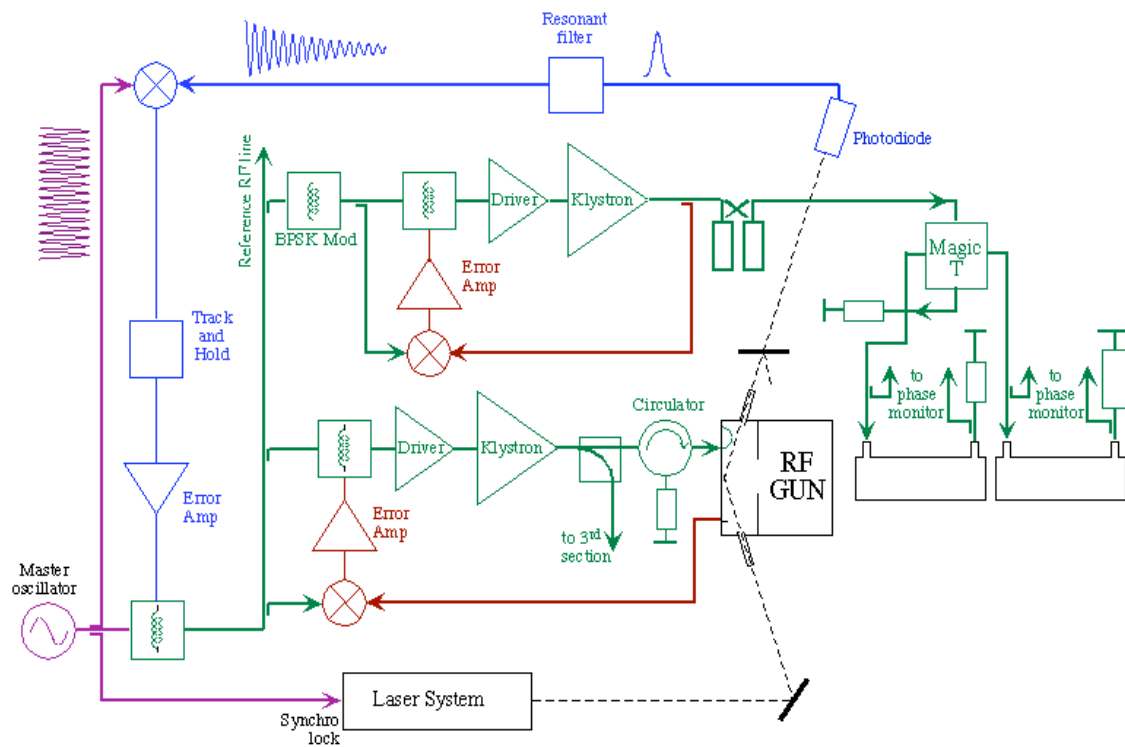 Resonant
filter
Photodiode
Reference RF line
BPSK Mod
Driver
Klystron
Error
Amp
Magic
T
Track
and
Hold
to
phase
monitor
to
phase
monitor
Circulator
Driver
Klystron
RF
GUN
Error
Amp
Error
Amp
to 3rd
section
Master
oscillator
Laser System
Synchro
lock